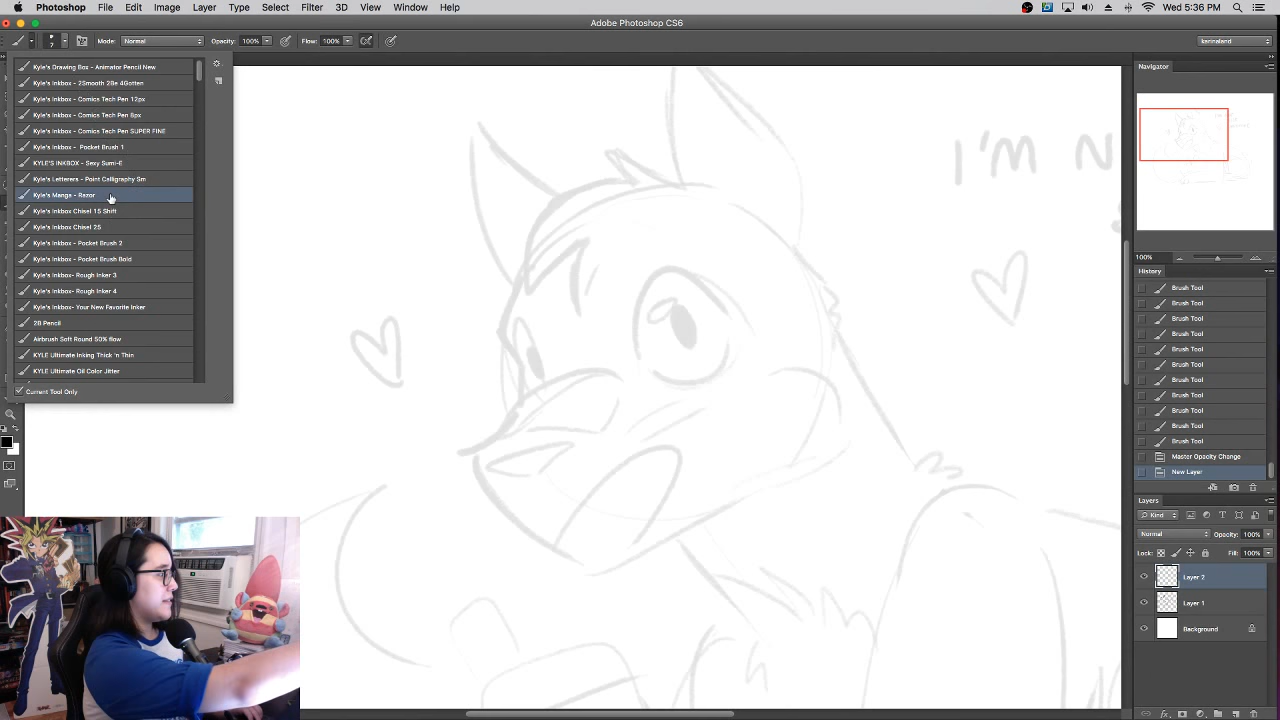 Photoshop File Edit Image Layer Type Select Filter 3D View Window Help Wed 5:36 PM
Adobe Photoshop CS6
7 Mode: Normal Opacity: 100% Flow: 100% karinaland
Kyle's Drawing Box - Animator Pencil New
Kyle's Inkbox - 2Smooth 2Be 4Gotten
Kyle's Inkbox - Comics Tech Pen 12px
Kyle's Inkbox - Comics Tech Pen 8px
Kyle's Inkbox - Comics Tech Pen SUPER FINE
Kyle's Inkbox - Pocket Brush 1
KYLE'S INKBOX - Sexy Sumi-E
Kyle's Letterers - Point Calligraphy Sm
Kyle's Manga - Razor
Kyle's Inkbox Chisel 15 Shift
Kyle's Inkbox Chisel 25
Kyle's Inkbox - Pocket Brush 2
Kyle's Inkbox - Pocket Brush Bold
Kyle's Inkbox- Rough Inker 3
Kyle's Inkbox- Rough Inker 4
Kyle's Inkbox- Your New Favorite Inker
2B Pencil
Airbrush Soft Round 50% flow
KYLE Ultimate Inking Thick 'n Thin
KYLE Ultimate Oil Color Jitter
Current Tool Only
I'M N
Navigator
100%
History
Brush Tool
Brush Tool
Brush Tool
Brush Tool
Brush Tool
Brush Tool
Brush Tool
Brush Tool
Brush Tool
Brush Tool
Brush Tool
Master Opacity Change
New Layer
Layers
Kind
Normal Opacity: 100%
Lock: Fill: 100%
Layer 2
Layer 1
Background